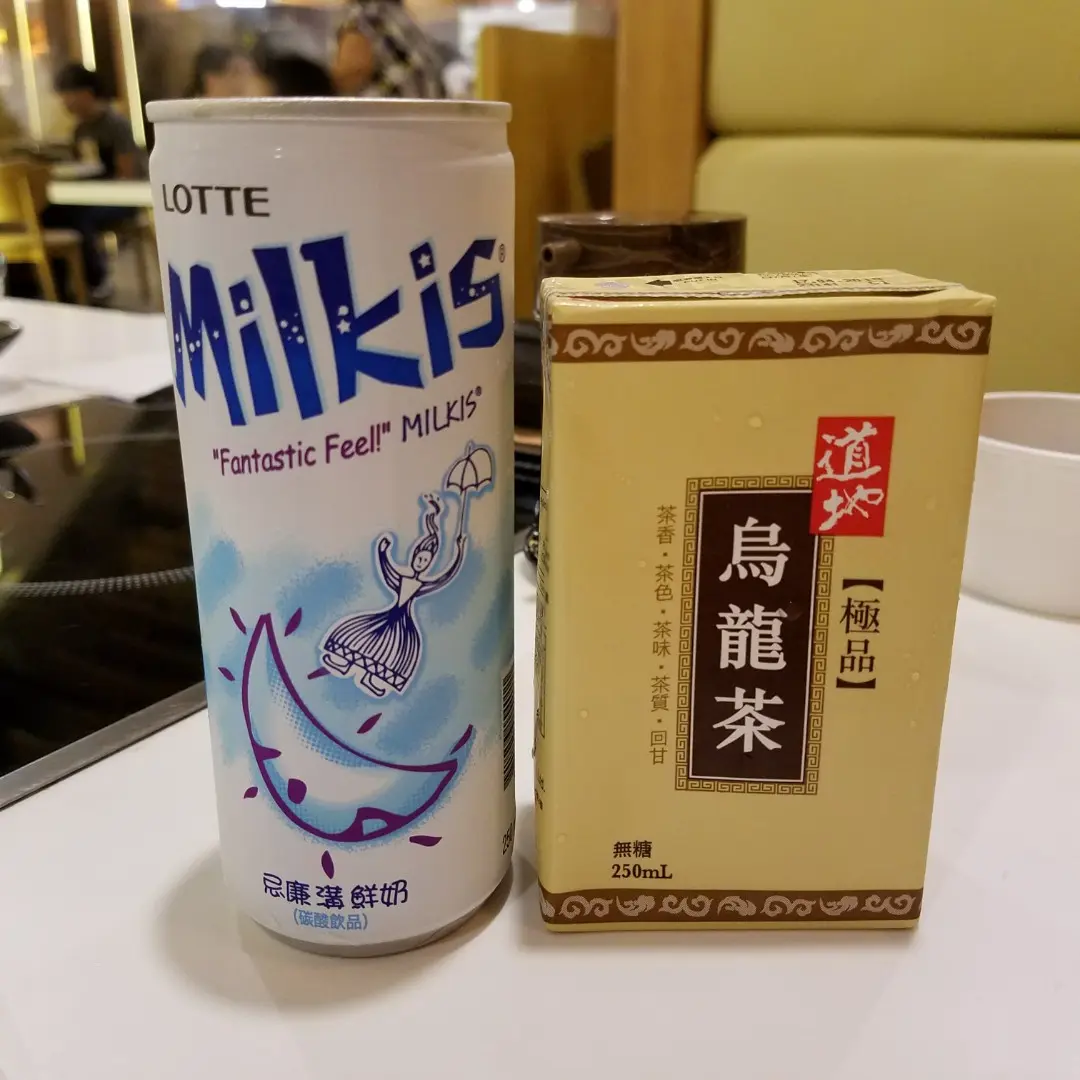 LOTTE
Milkis®
"Fantastic Feel!" MILKIS®
忌廉溝鮮奶
(碳酸飲品)
道地
烏龍茶
【極品】
茶香·茶色·茶味·茶質·回甘
無糖
250mL